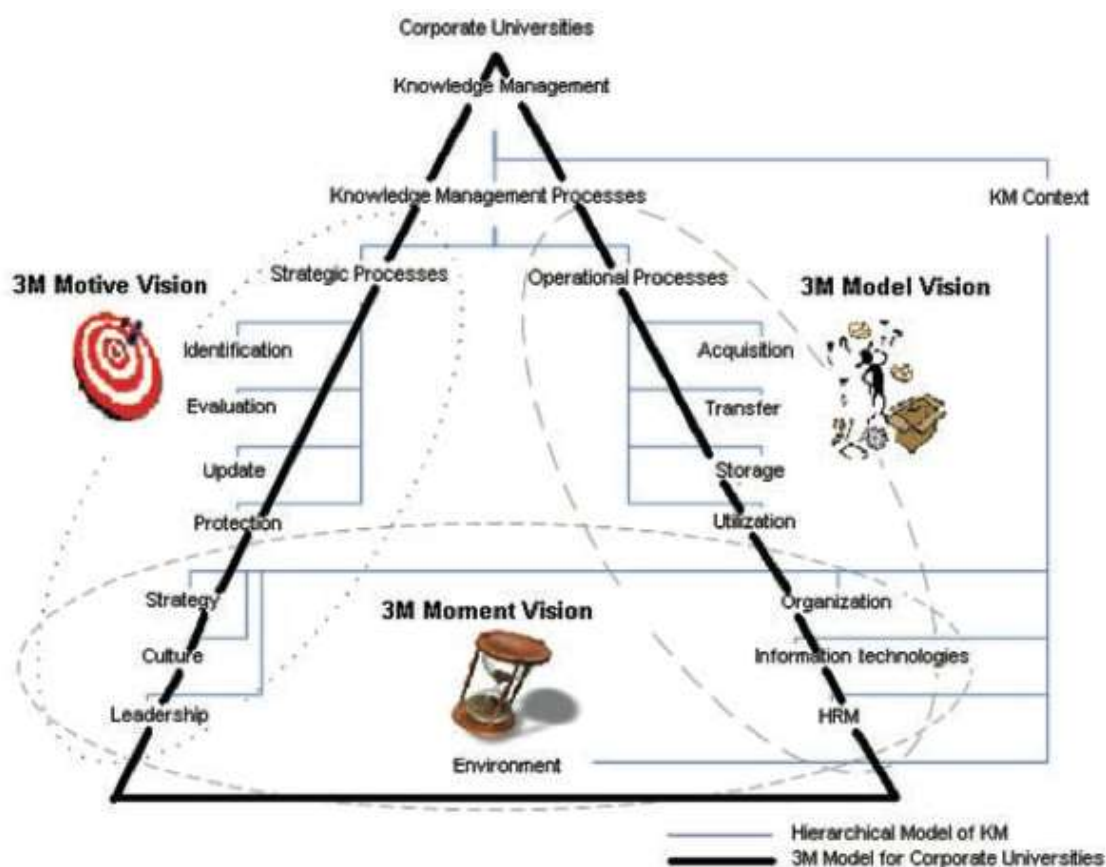 Corporate Universities
Knowledge Management
Knowledge Management Processes
KM Context
Strategic Processes
Operational Processes
3M Motive Vision
3M Model Vision
Identification
Acquisition
Evaluation
Transfer
Update
Storage
Protection
Utilization
Strategy
3M Moment Vision
Organization
Culture
Information technologies
Leadership
HRM
Environment
Hierarchical Model of KM
3M Model for Corporate Universities